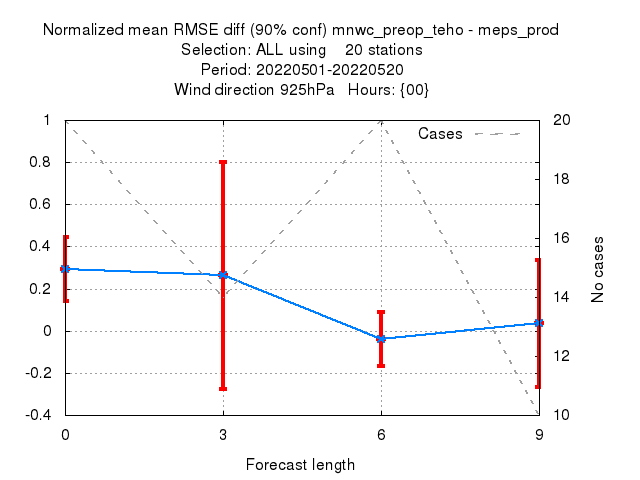 Normalized mean RMSE diff (90% conf) mnwc_preop_teho - meps_prod
Selection: ALL using    20 stations
Period: 20220501-20220520
Wind direction 925hPa   Hours: {00}
Cases
1
0.8
0.6
0.4
0.2
0
-0.2
-0.4
20
18
16
14
12
10
No cases
0
3
6
9
Forecast length